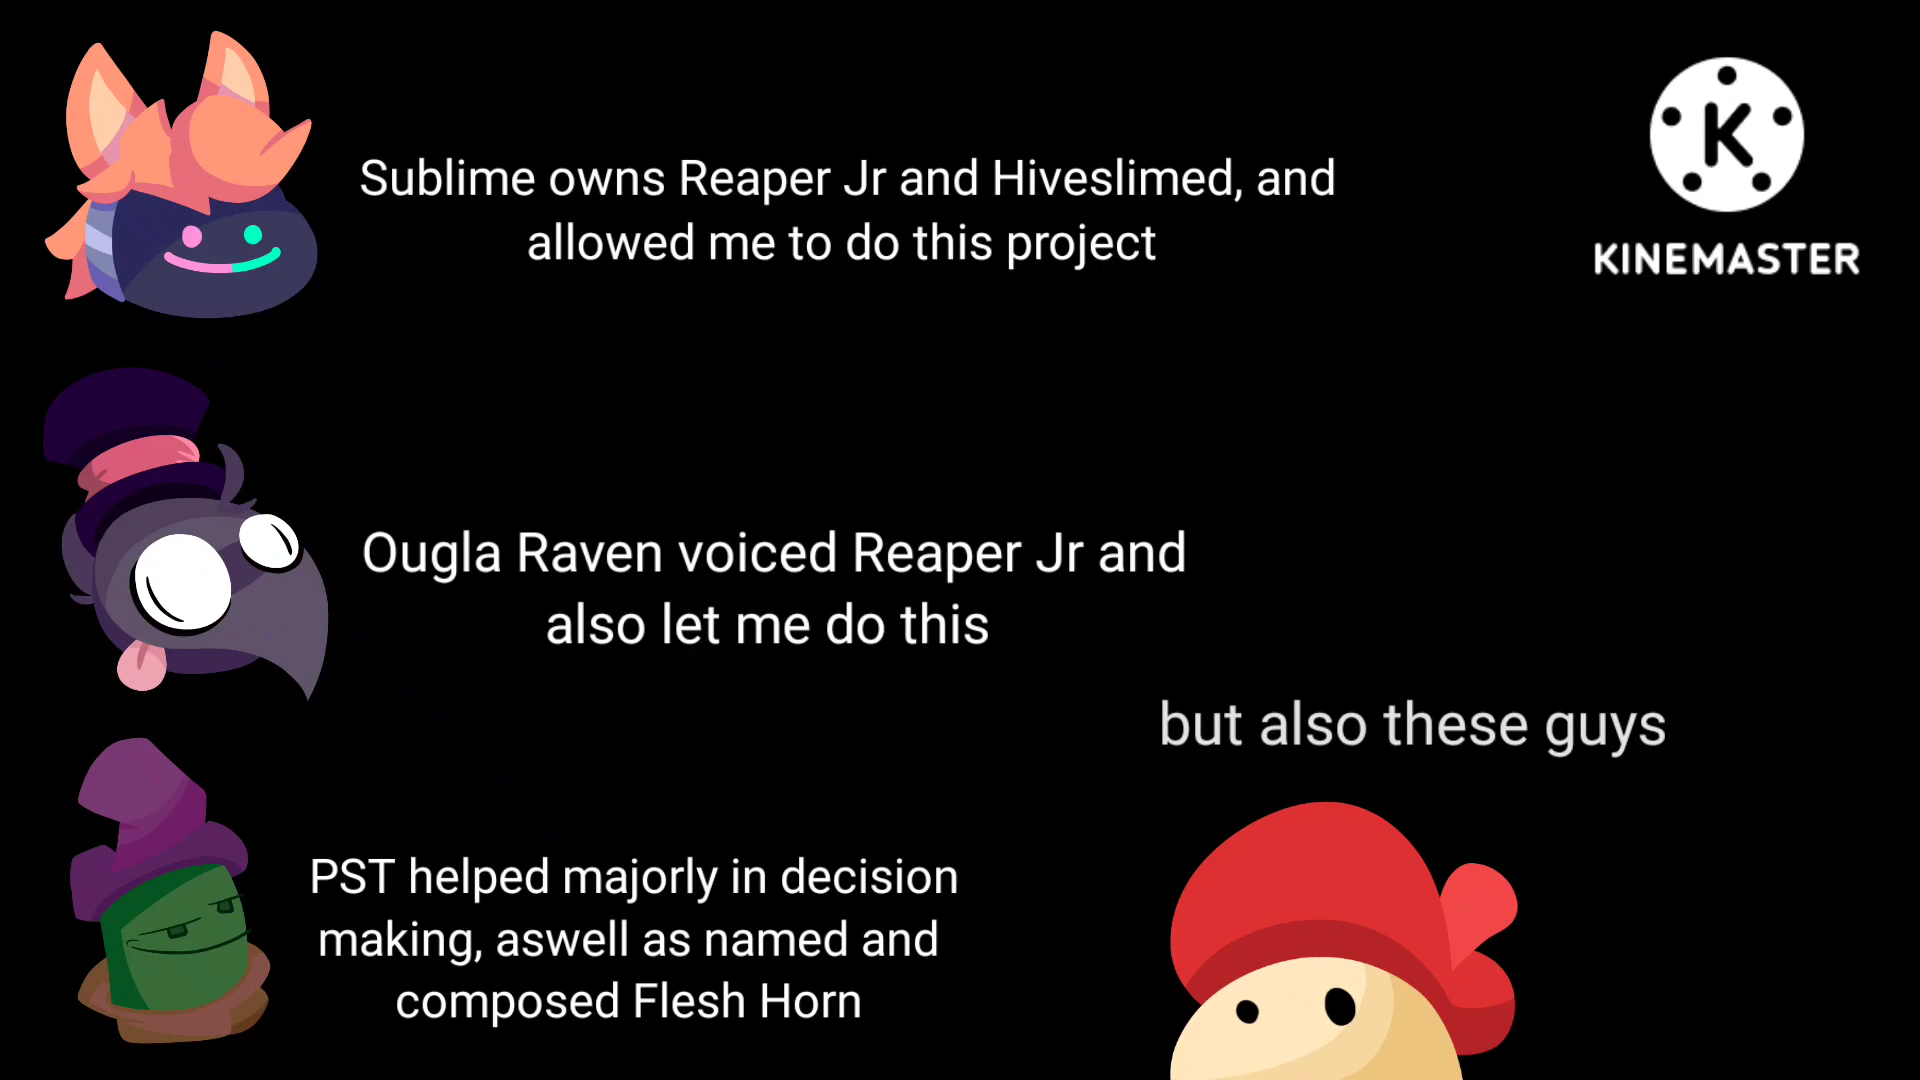 Sublime owns Reaper Jr and Hiveslimed, and
allowed me to do this project
K
KINEMASTER
Ougla Raven voiced Reaper Jr and
also let me do this
but also these guys
PST helped majorly in decision
making, aswell as named and
composed Flesh Horn